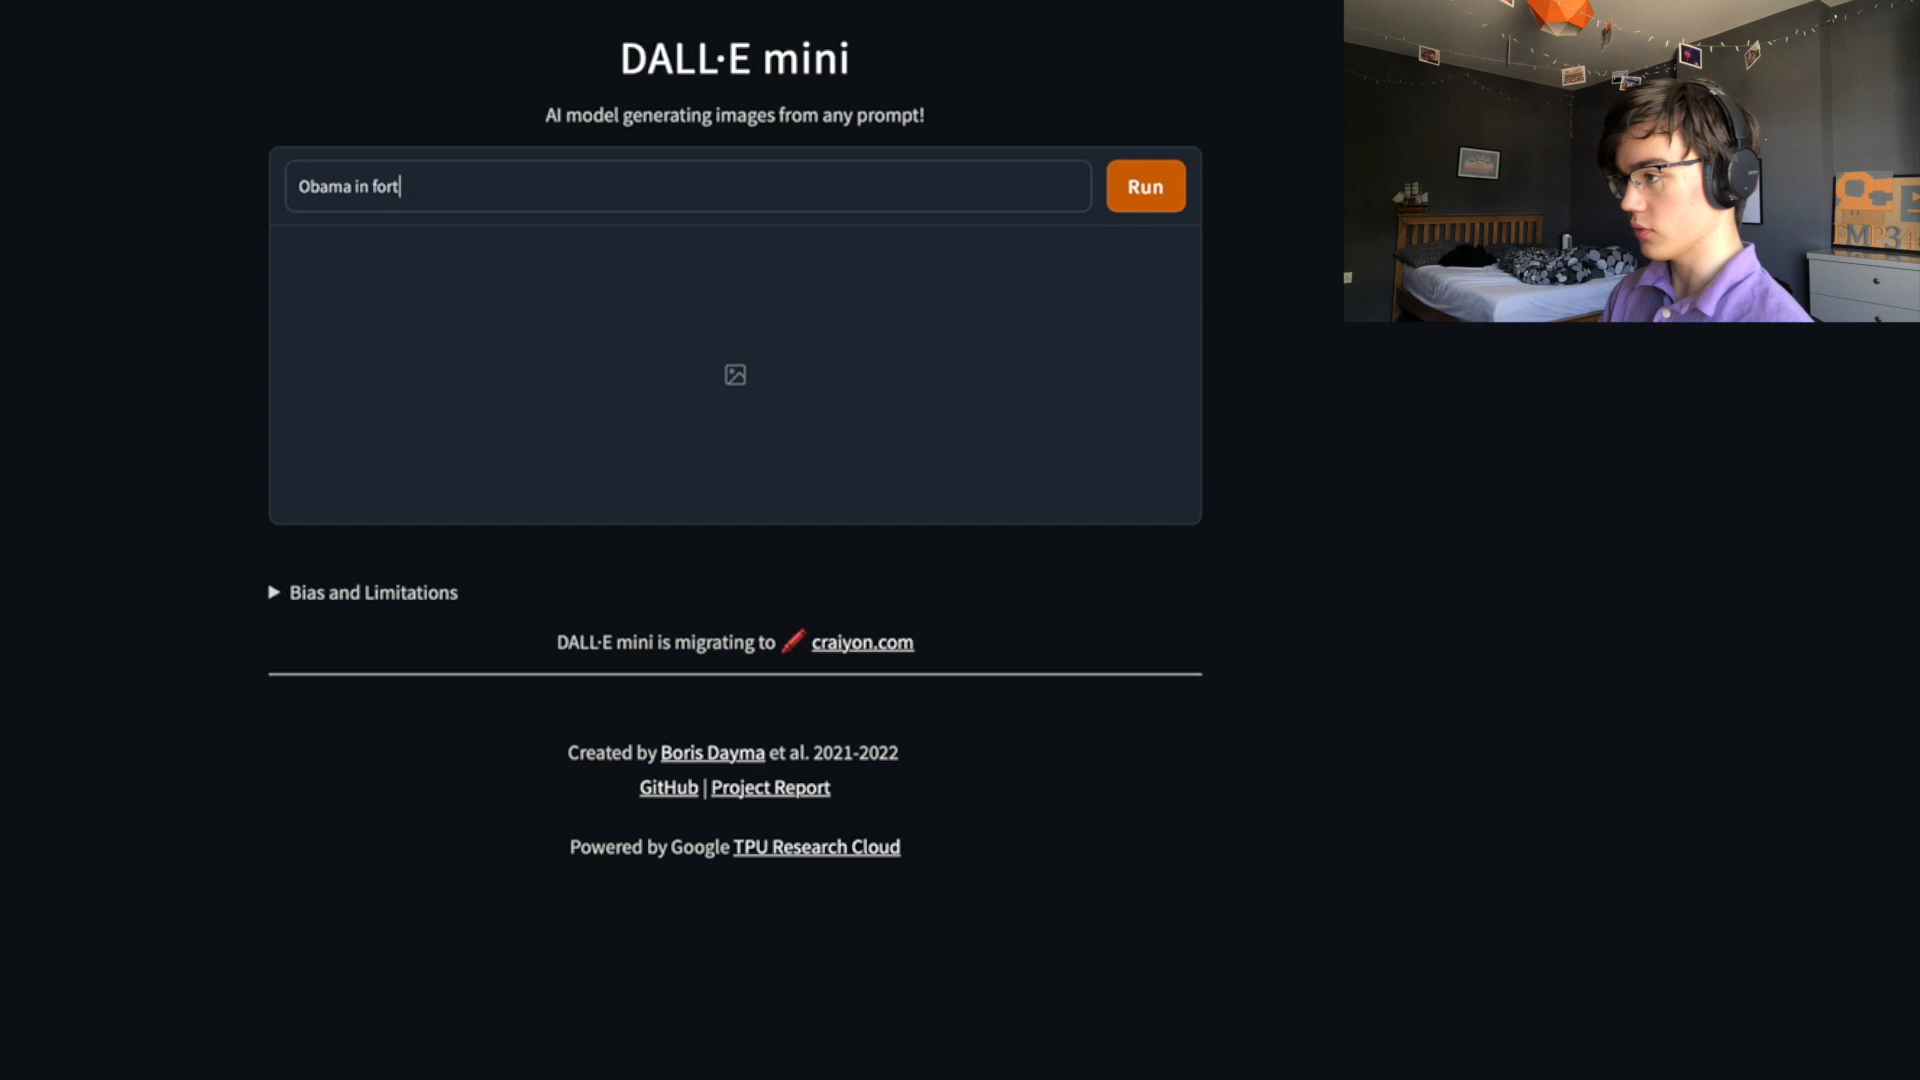 DALL·E mini
AI model generating images from any prompt!
Obama in fort
Run
Bias and Limitations
DALL·E mini is migrating to craiyon.com
Created by Boris Dayma et al. 2021-2022
GitHub | Project Report
Powered by Google TPU Research Cloud
MP34